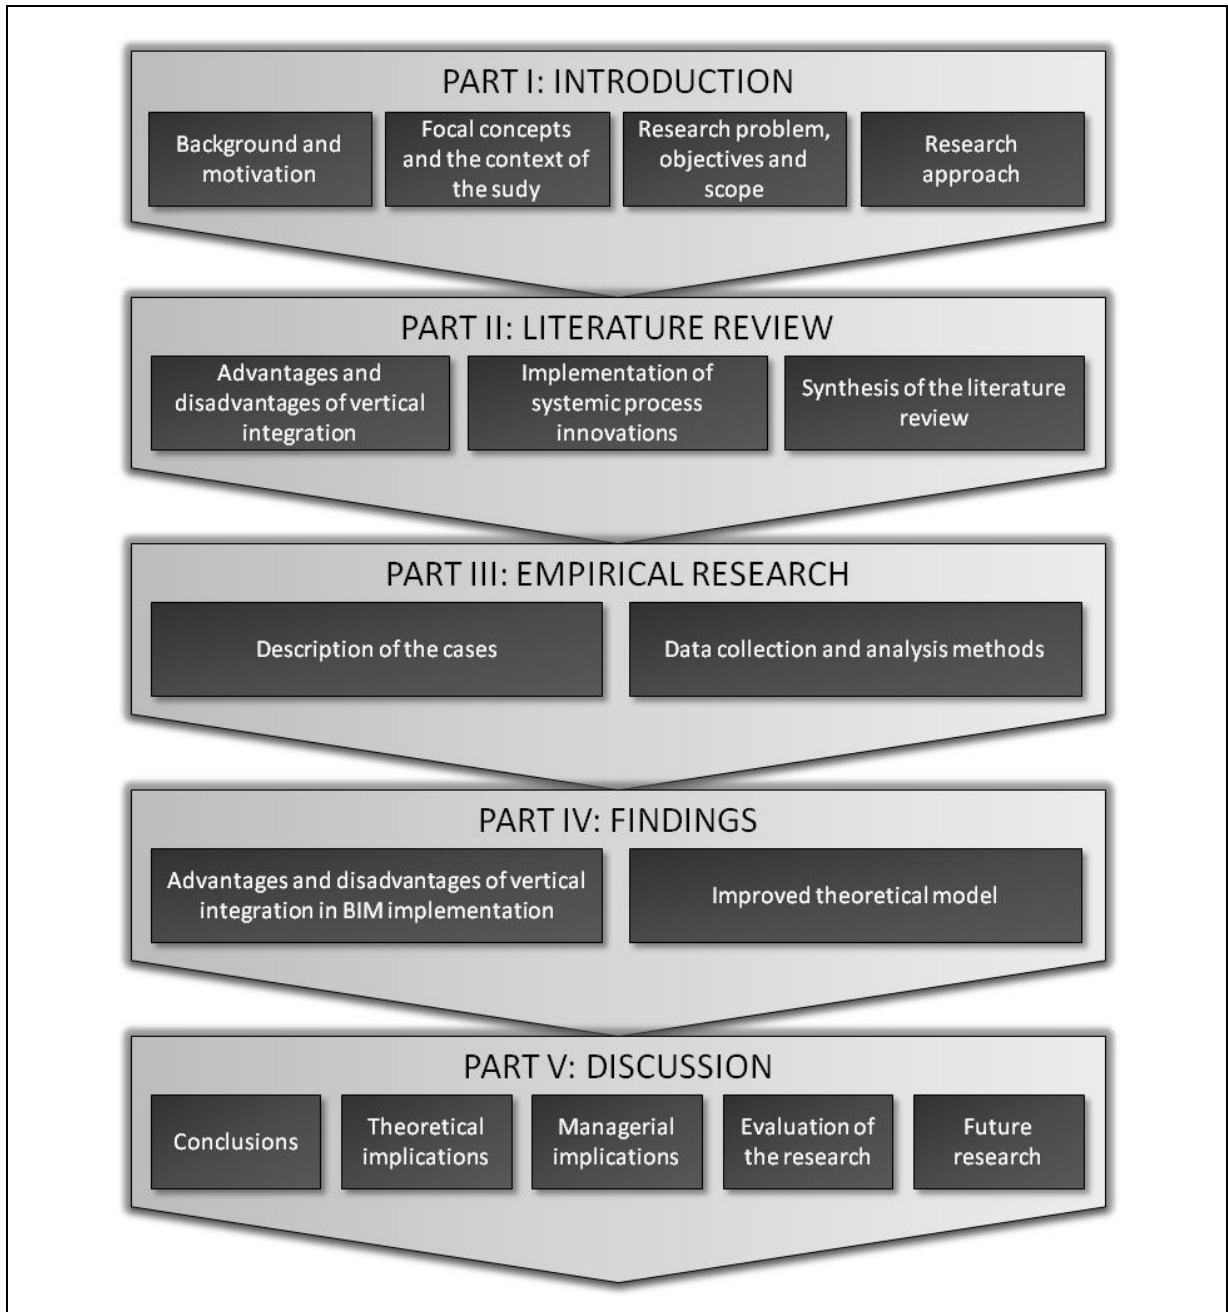 PART I: INTRODUCTION
Background and
motivation
Focal concepts
and the context of
the sudy
Research problem,
objectives and
scope
Research
approach
PART II: LITERATURE REVIEW
Advantages and
disadvantages of vertical
integration
Implementation of
systemic process
innovations
Synthesis of the literature
review
PART III: EMPIRICAL RESEARCH
Description of the cases
Data collection and analysis methods
PART IV: FINDINGS
Advantages and disadvantages of vertical
integration in BIM implementation
Improved theoretical model
PART V: DISCUSSION
Conclusions
Theoretical
implications
Managerial
implications
Evaluation of
the research
Future
research